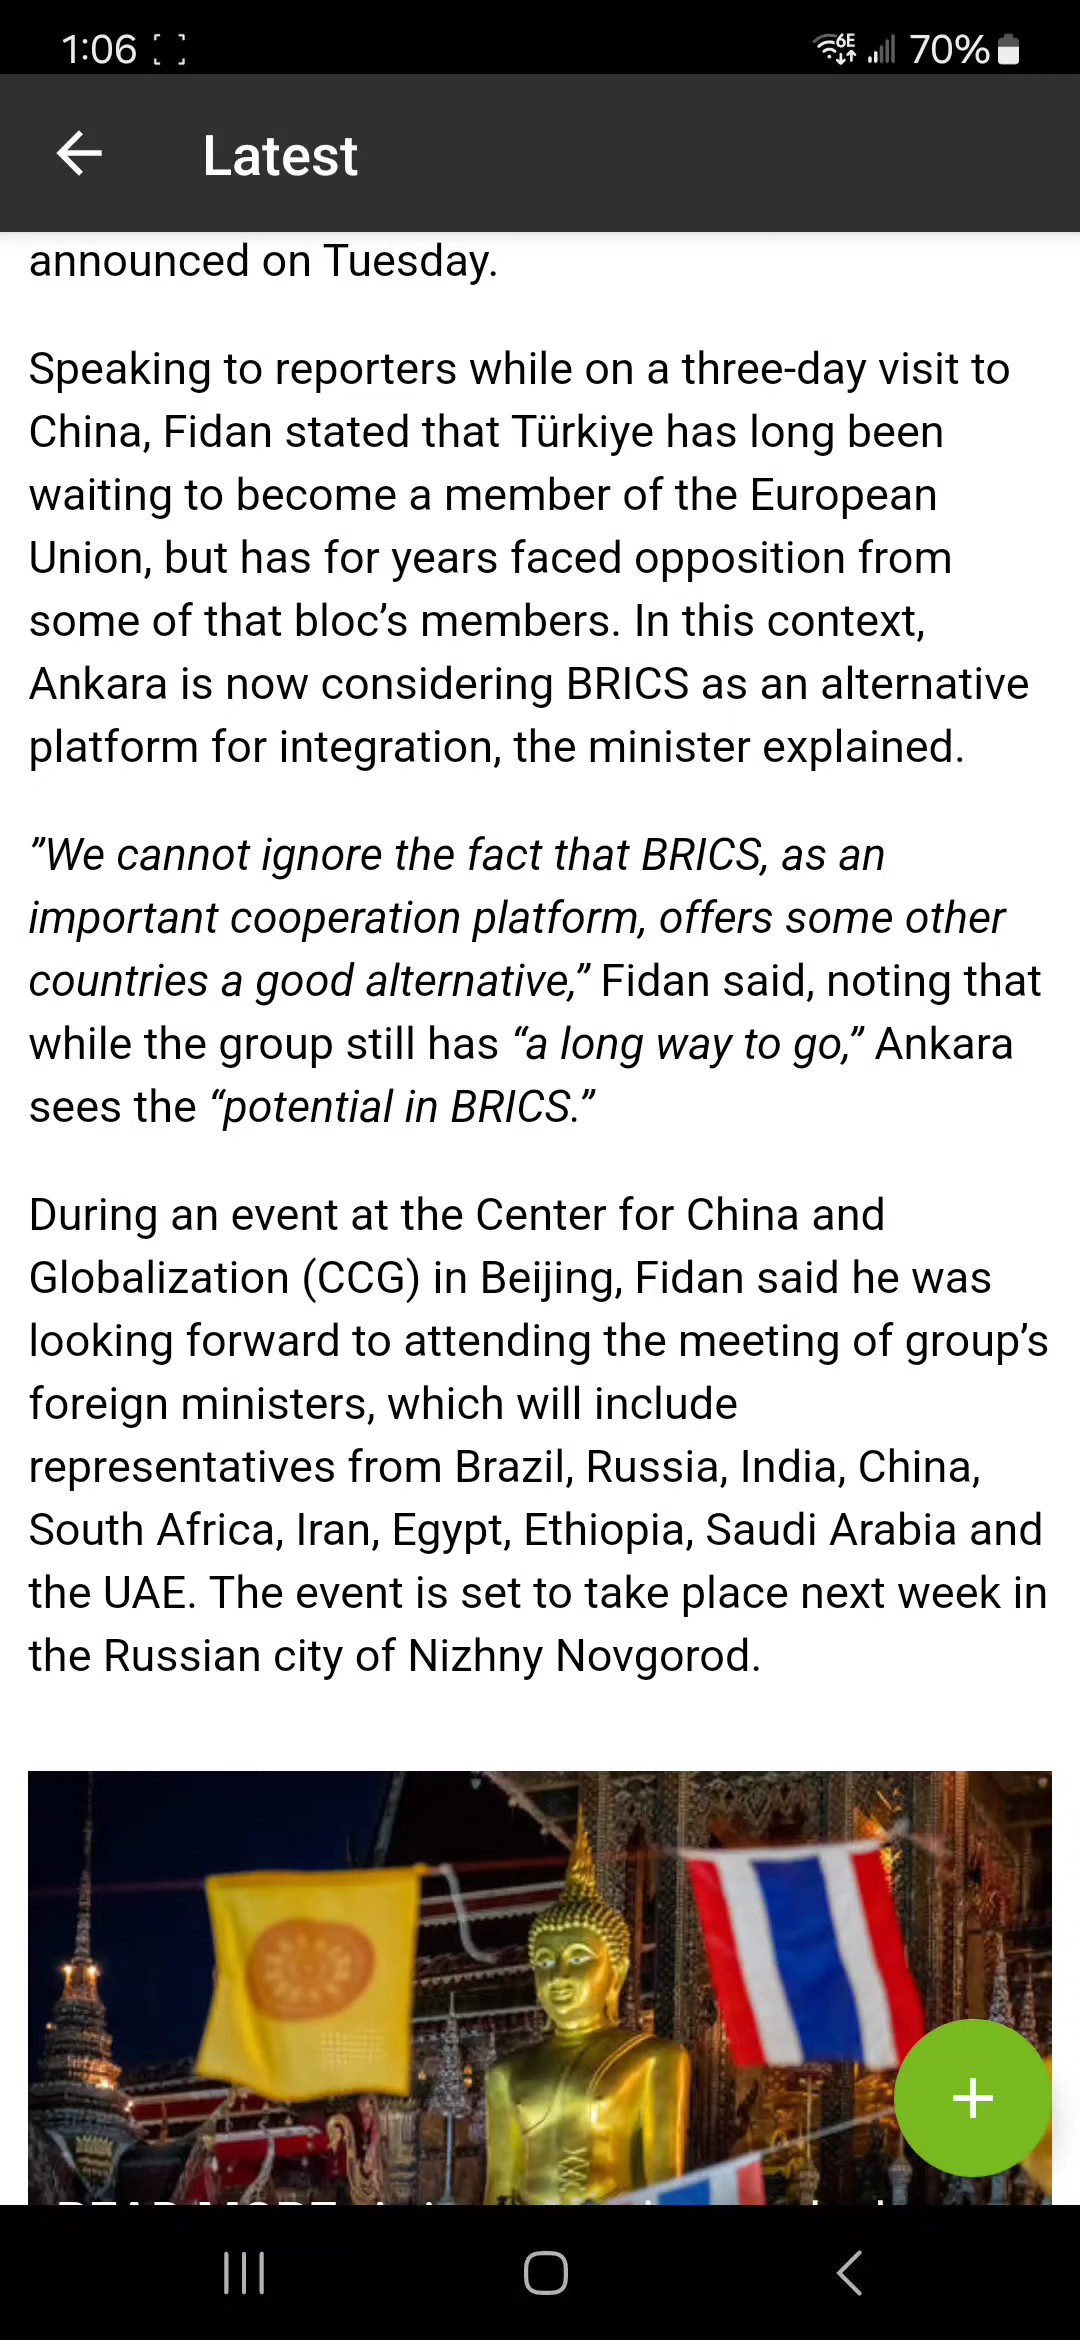 1:06
6E
70%
Latest
announced on Tuesday.
Speaking to reporters while on a three-day visit to
China, Fidan stated that Türkiye has long been
waiting to become a member of the European
Union, but has for years faced opposition from
some of that bloc’s members. In this context,
Ankara is now considering BRICS as an alternative
platform for integration, the minister explained.
”We cannot ignore the fact that BRICS, as an
important cooperation platform, offers some other
countries a good alternative,” Fidan said, noting that
while the group still has “a long way to go,” Ankara
sees the “potential in BRICS.”
During an event at the Center for China and
Globalization (CCG) in Beijing, Fidan said he was
looking forward to attending the meeting of group’s
foreign ministers, which will include
representatives from Brazil, Russia, India, China,
South Africa, Iran, Egypt, Ethiopia, Saudi Arabia and
the UAE. The event is set to take place next week in
the Russian city of Nizhny Novgorod.